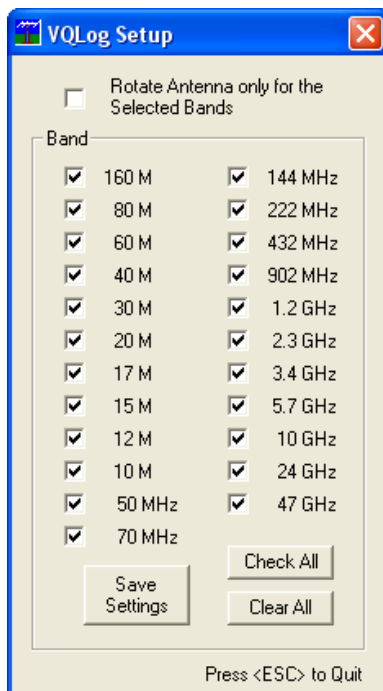 VQLog Setup
Rotate Antenna only for the
Selected Bands
Band
160 M
80 M
60 M
40 M
30 M
20 M
17 M
15 M
12 M
10 M
50 MHz
70 MHz
144 MHz
222 MHz
432 MHz
902 MHz
1.2 GHz
2.3 GHz
3.4 GHz
5.7 GHz
10 GHz
24 GHz
47 GHz
Save
Settings
Check All
Clear All
Press <ESC> to Quit